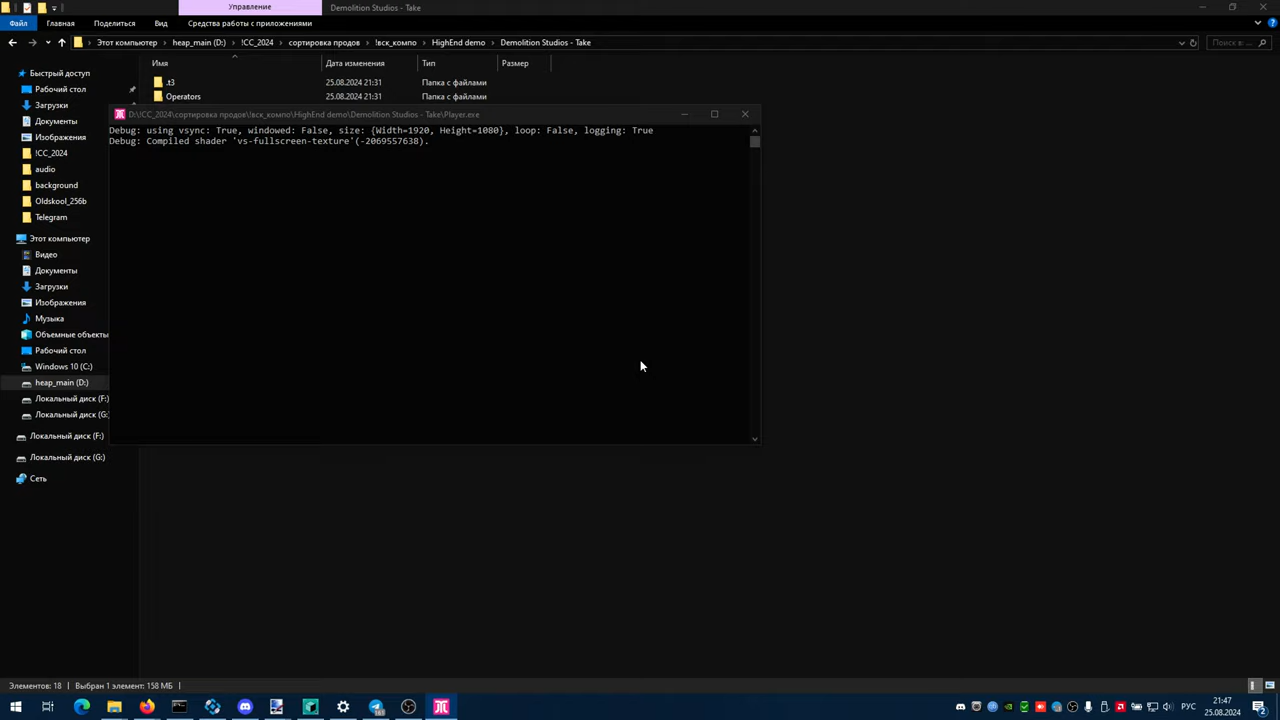 Управление
Demolition Studios - Take
Файл
Главная
Поделиться
Вид
Средства работы с приложениями
Этот компьютер › heap_main (D:) › !CC_2024 › сортировка продов › !вск_компо › HighEnd demo › Demolition Studios - Take
Поиск в: ...
Имя
Дата изменения
Тип
Размер
.t3
25.08.2024 21:31
Папка с файлами
Operators
25.08.2024 21:31
Папка с файлами
Быстрый доступ
Рабочий стол
Загрузки
Документы
Изображения
!CC_2024
audio
background
Oldskool_256b
Telegram
Этот компьютер
Видео
Документы
Загрузки
Изображения
Музыка
Объемные объекты
Рабочий стол
Windows 10 (C:)
heap_main (D:)
Локальный диск (F:)
Локальный диск (G:
Локальный диск (F:)
Локальный диск (G:)
Сеть
D:\!CC_2024\сортировка продов\!вск_компо\HighEnd demo\Demolition Studios - Take\Player.exe
Debug: using vsync: True, windowed: False, size: {Width=1920, Height=1080}, loop: False, logging: True
Debug: Compiled shader 'vs-fullscreen-texture'(-2069557638).
Элементов: 18
Выбран 1 элемент: 158 МБ
РУС
21:47
25.08.2024
2